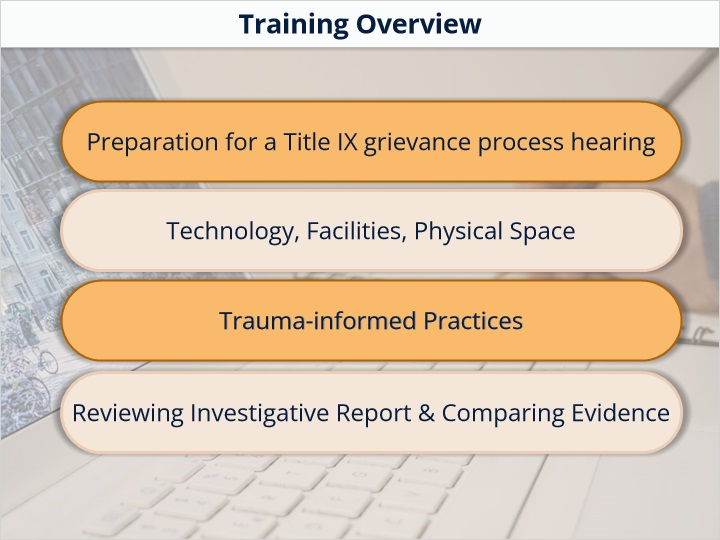 Training Overview
Preparation for a Title IX grievance process hearing
Technology, Facilities, Physical Space
Trauma-informed Practices
Reviewing Investigative Report & Comparing Evidence